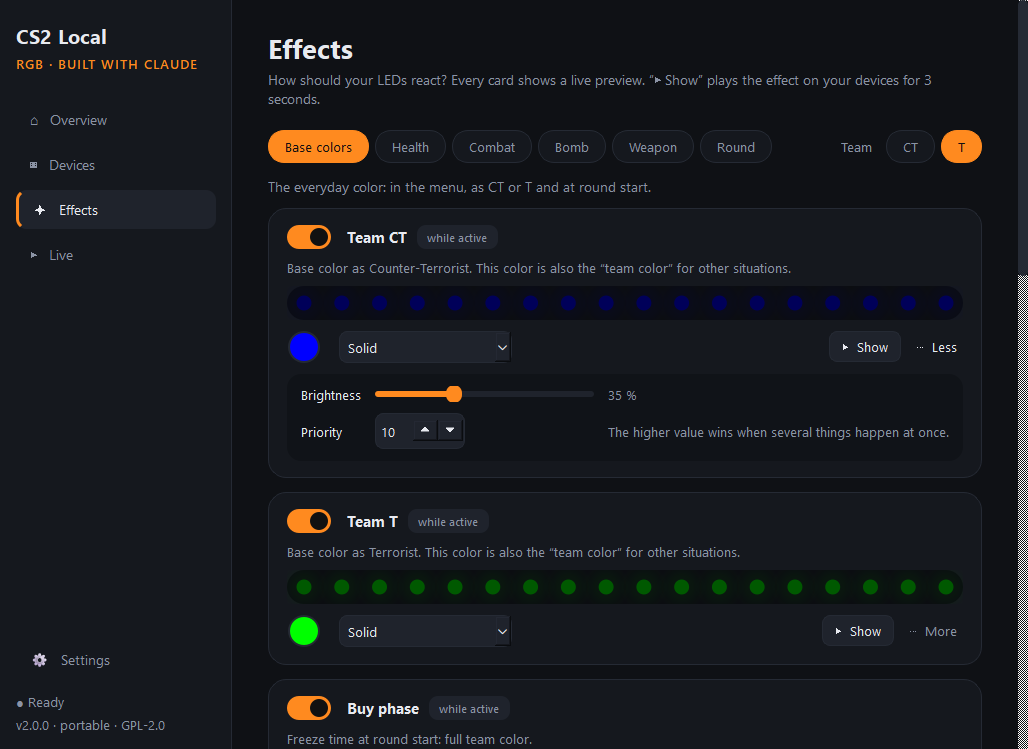 CS2 Local
RGB · BUILT WITH CLAUDE
Overview
Devices
Effects
Live
Settings
Ready
v2.0.0 · portable · GPL-2.0
Effects
How should your LEDs react? Every card shows a live preview. “▸ Show” plays the effect on your devices for 3
seconds.
Base colors Health Combat Bomb Weapon Round Team CT T
The everyday color: in the menu, as CT or T and at round start.
Team CT while active
Base color as Counter-Terrorist. This color is also the “team color” for other situations.
Solid ▸ Show ··· Less
Brightness 35 %
Priority 10 The higher value wins when several things happen at once.
Team T while active
Base color as Terrorist. This color is also the “team color” for other situations.
Solid ▸ Show ··· More
Buy phase while active
Freeze time at round start: full team color.